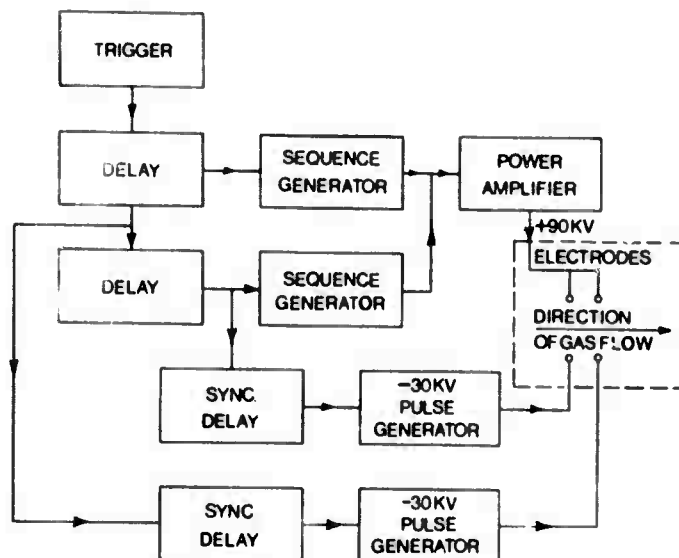 TRIGGER
DELAY
SEQUENCE
GENERATOR
POWER
AMPLIFIER
+90KV
ELECTRODES
DELAY
SEQUENCE
GENERATOR
DIRECTION
OF GAS FLOW
SYNC.
DELAY
-30KV
PULSE
GENERATOR
SYNC
DELAY
-30KV
PULSE
GENERATOR